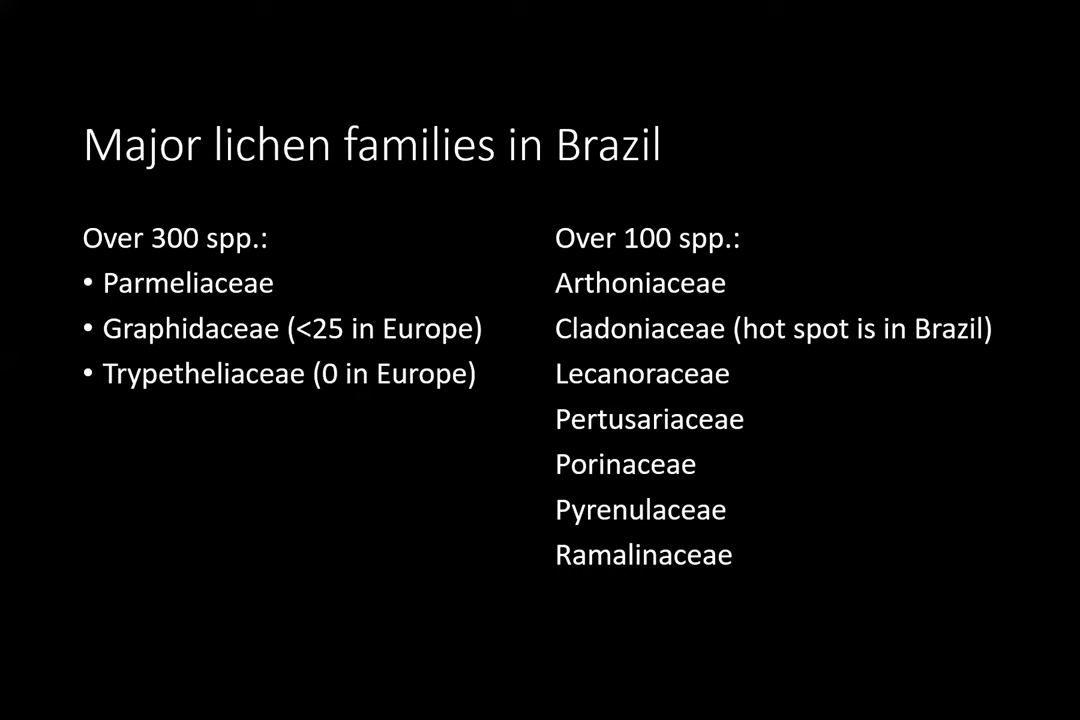 Major lichen families in Brazil
Over 300 spp.:
• Parmeliaceae
• Graphidaceae (<25 in Europe)
• Trypetheliaceae (0 in Europe)
Over 100 spp.:
Arthoniaceae
Cladoniaceae (hot spot is in Brazil)
Lecanoraceae
Pertusariaceae
Porinaceae
Pyrenulaceae
Ramalinaceae